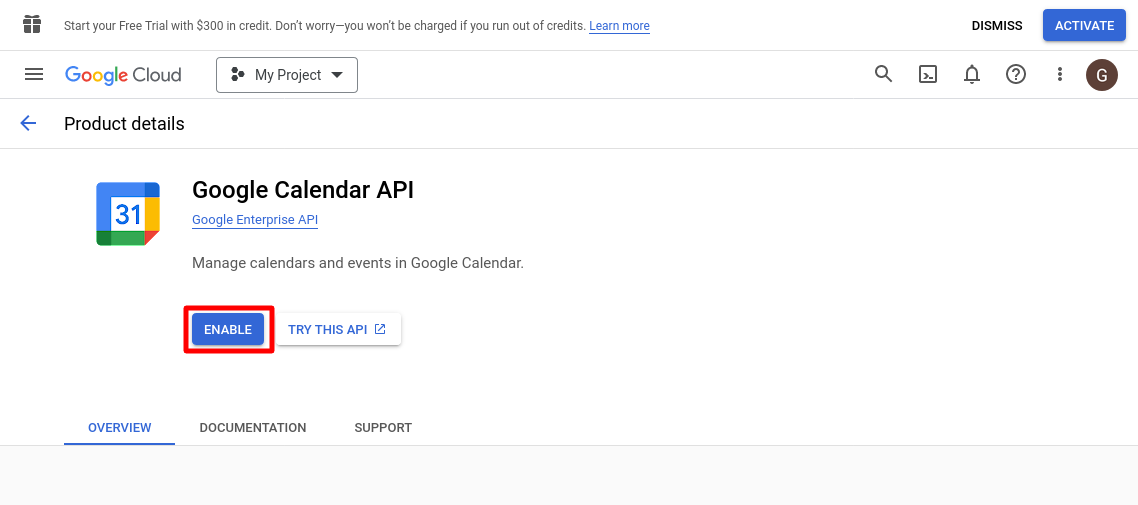 Start your Free Trial with $300 in credit. Don’t worry—you won’t be charged if you run out of credits. Learn more
DISMISS
ACTIVATE
Google Cloud
My Project
G
Product details
31
Google Calendar API
Google Enterprise API
Manage calendars and events in Google Calendar.
ENABLE
TRY THIS API
OVERVIEW
DOCUMENTATION
SUPPORT